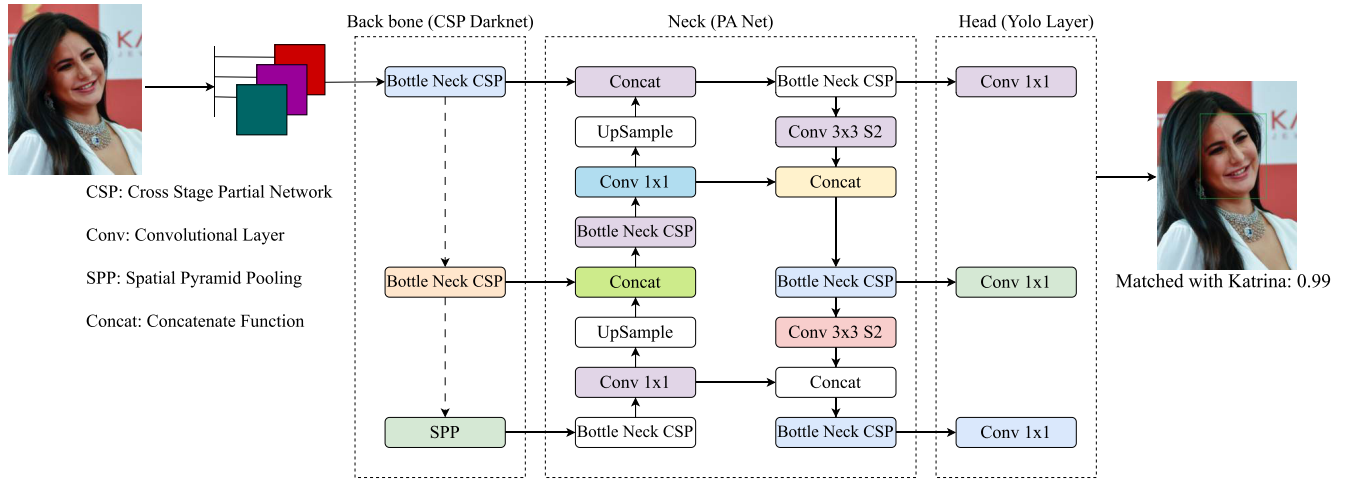 Back bone (CSP Darknet)
Neck (PA Net)
Head (Yolo Layer)
Bottle Neck CSP
Concat
Bottle Neck CSP
Conv 1x1
UpSample
Conv 3x3 S2
Conv 1x1
Concat
Bottle Neck CSP
Bottle Neck CSP
Concat
Bottle Neck CSP
Conv 1x1
UpSample
Conv 3x3 S2
Conv 1x1
Concat
SPP
Bottle Neck CSP
Bottle Neck CSP
Conv 1x1
CSP: Cross Stage Partial Network
Conv: Convolutional Layer
SPP: Spatial Pyramid Pooling
Concat: Concatenate Function
Matched with Katrina: 0.99